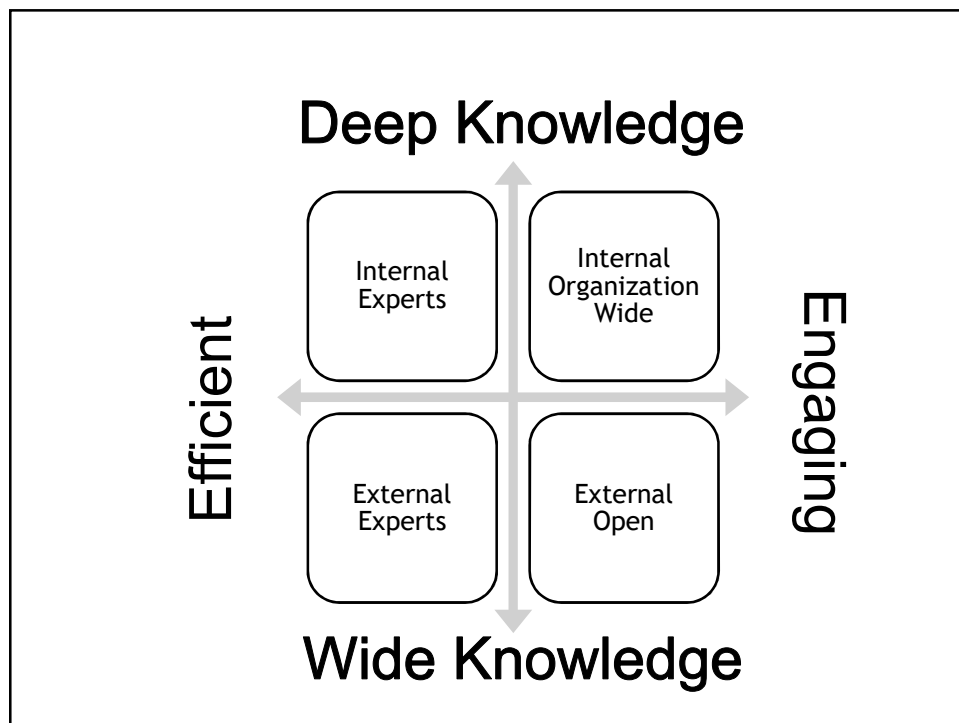 Deep Knowledge
Internal
Experts
Internal
Organization
Wide
Efficient
Engaging
External
Experts
External
Open
Wide Knowledge